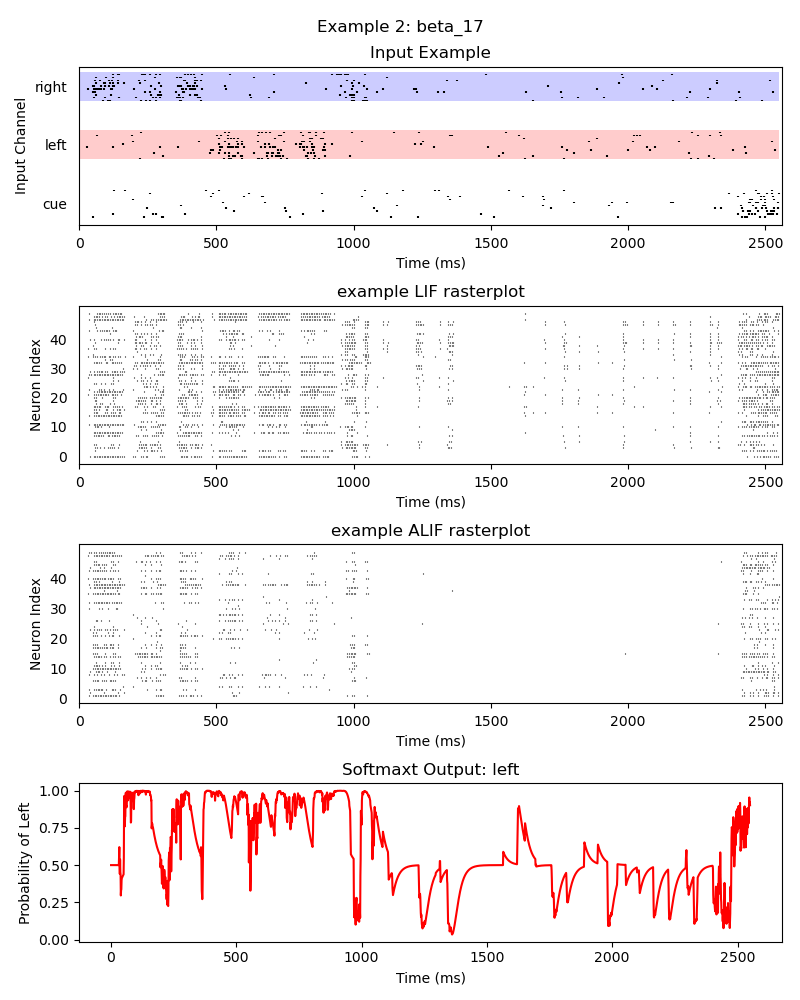 Example 2: beta_17
Input Example
Input Channel
right
left
cue
0 500 1000 1500 2000 2500
Time (ms)
example LIF rasterplot
Neuron Index
40
30
20
10
0
0 500 1000 1500 2000 2500
Time (ms)
example ALIF rasterplot
Neuron Index
40
30
20
10
0
0 500 1000 1500 2000 2500
Time (ms)
Softmaxt Output: left
Probability of Left
1.00
0.75
0.50
0.25
0.00
0 500 1000 1500 2000 2500
Time (ms)